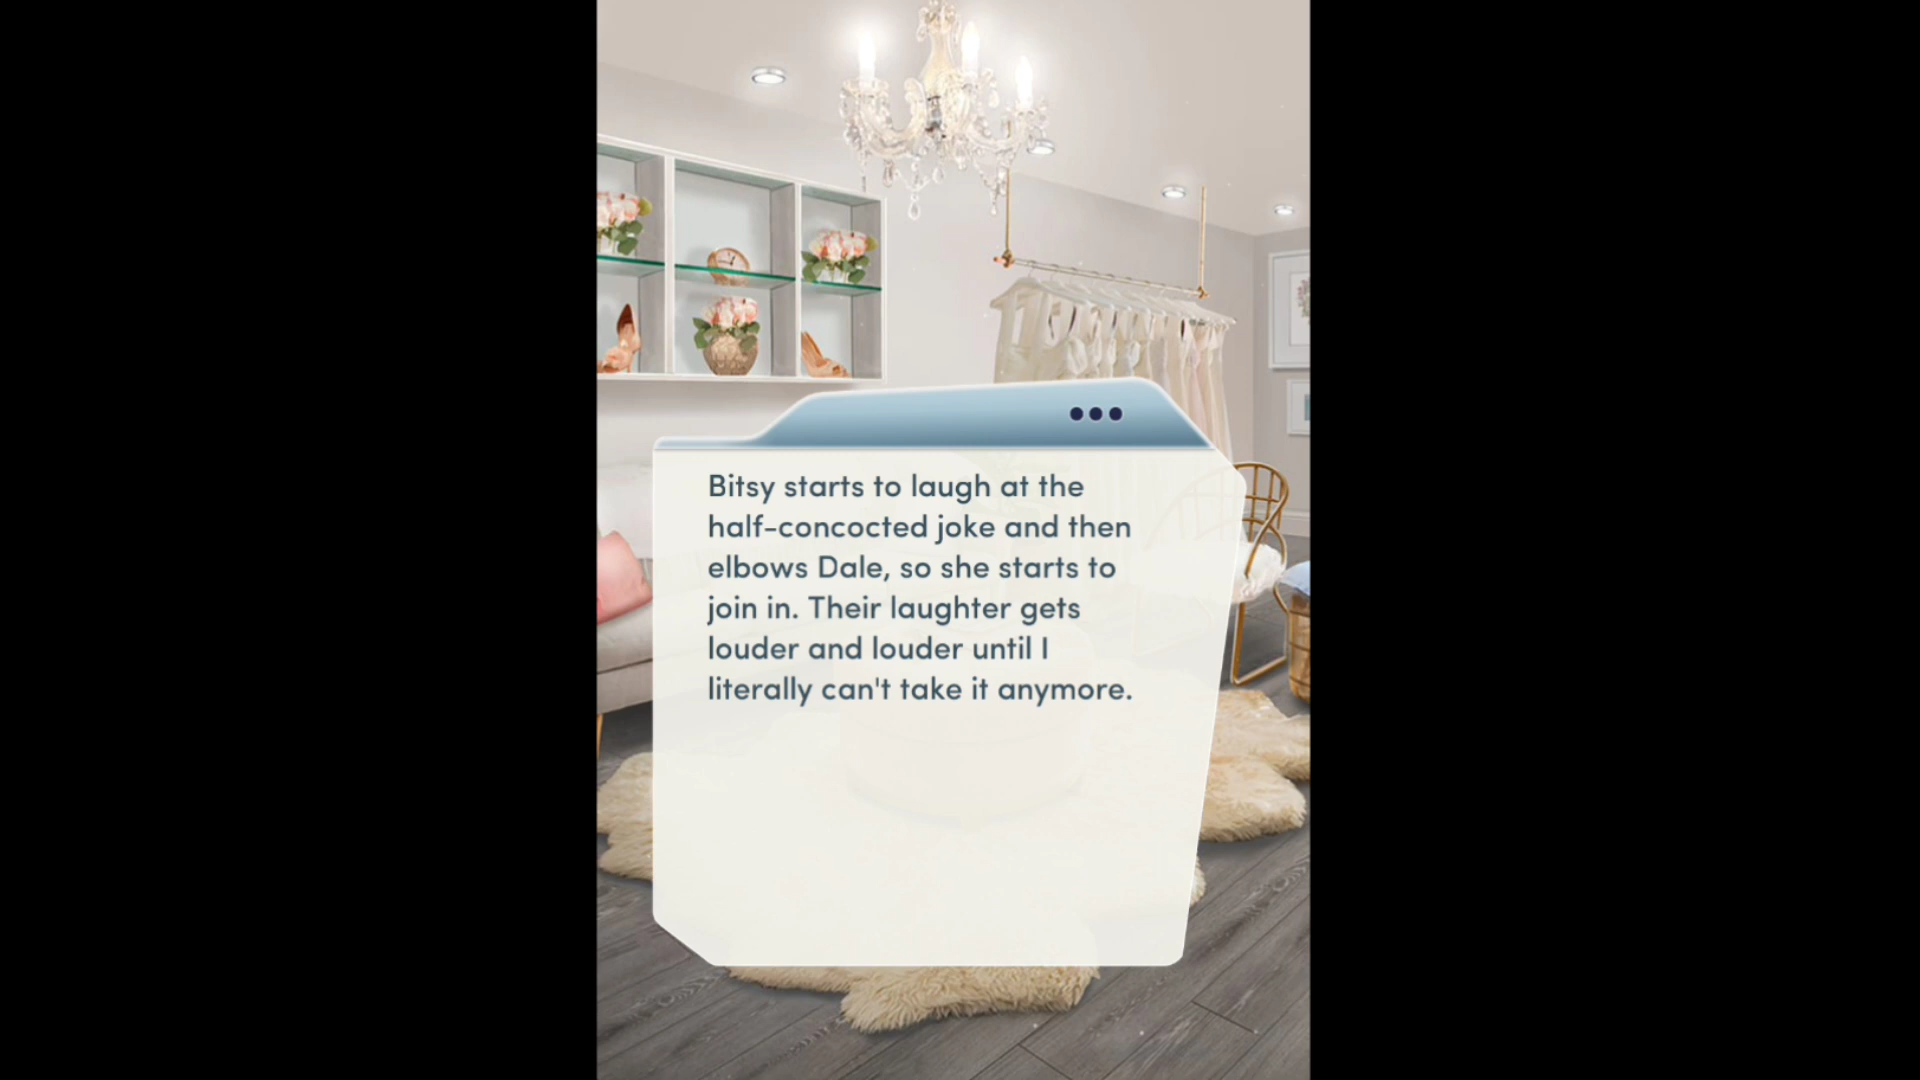 Bitsy starts to laugh at the
half-concocted joke and then
elbows Dale, so she starts to
join in. Their laughter gets
louder and louder until I
literally can't take it anymore.